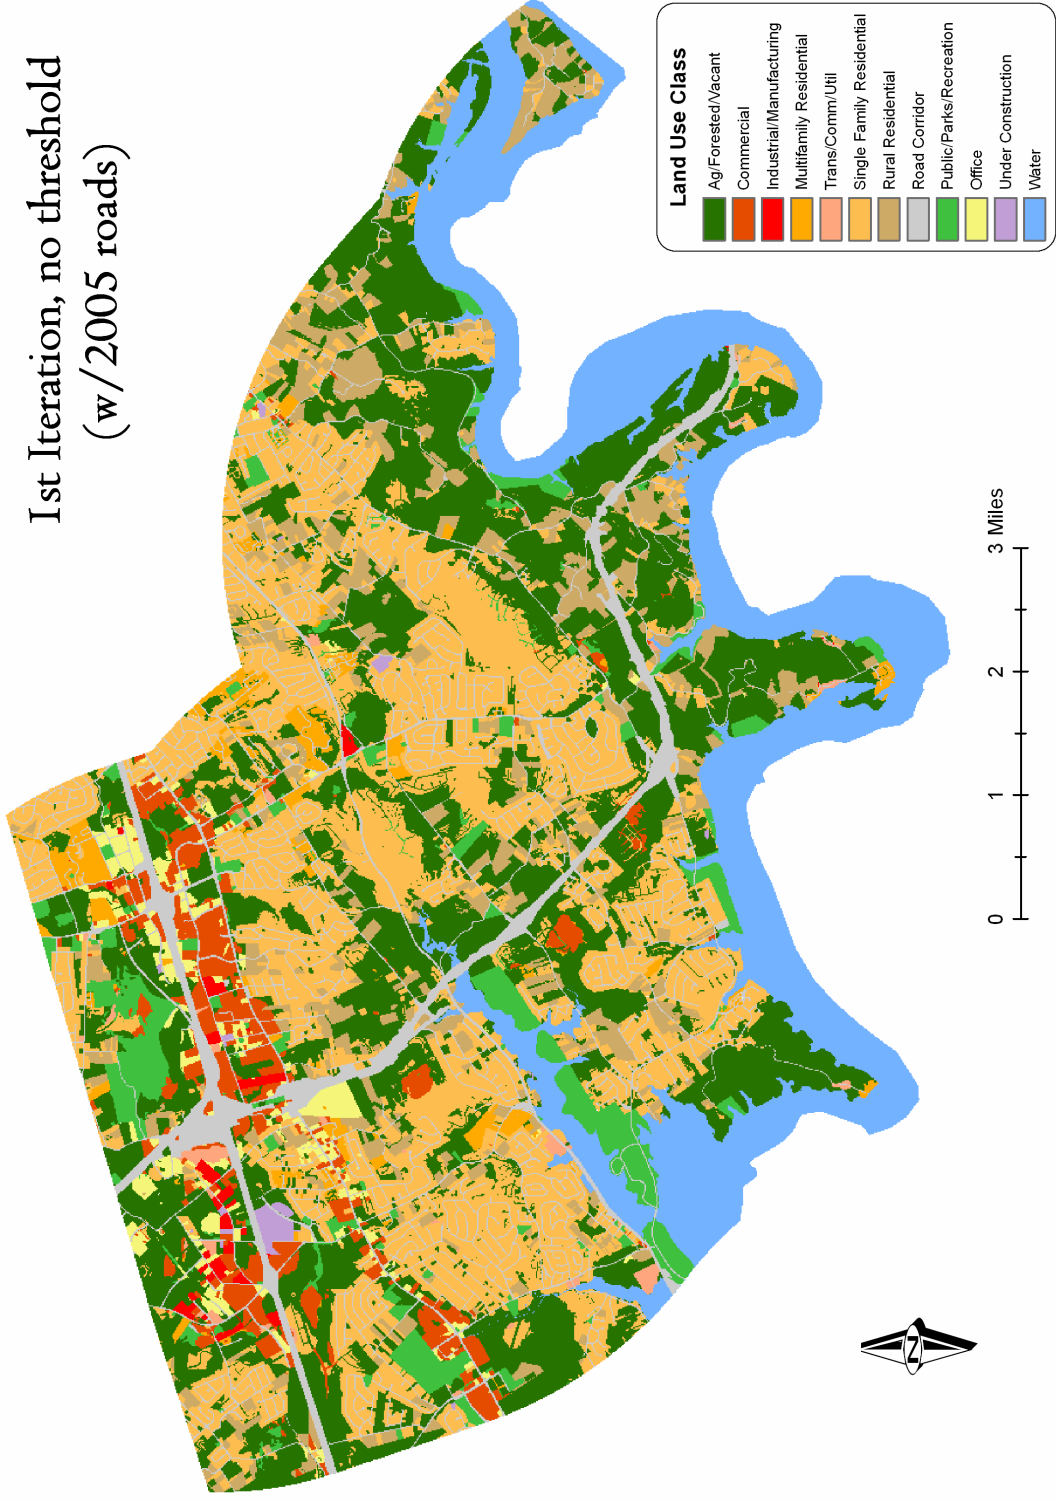 1st Iteration, no threshold
(w/2005 roads)
Land Use Class
Ag/Forested/Vacant
Commercial
Industrial/Manufacturing
Multifamily Residential
Trans/Comm/Util
Single Family Residential
Rural Residential
Road Corridor
Public/Parks/Recreation
Office
Under Construction
Water
0 1 2 3 Miles
N